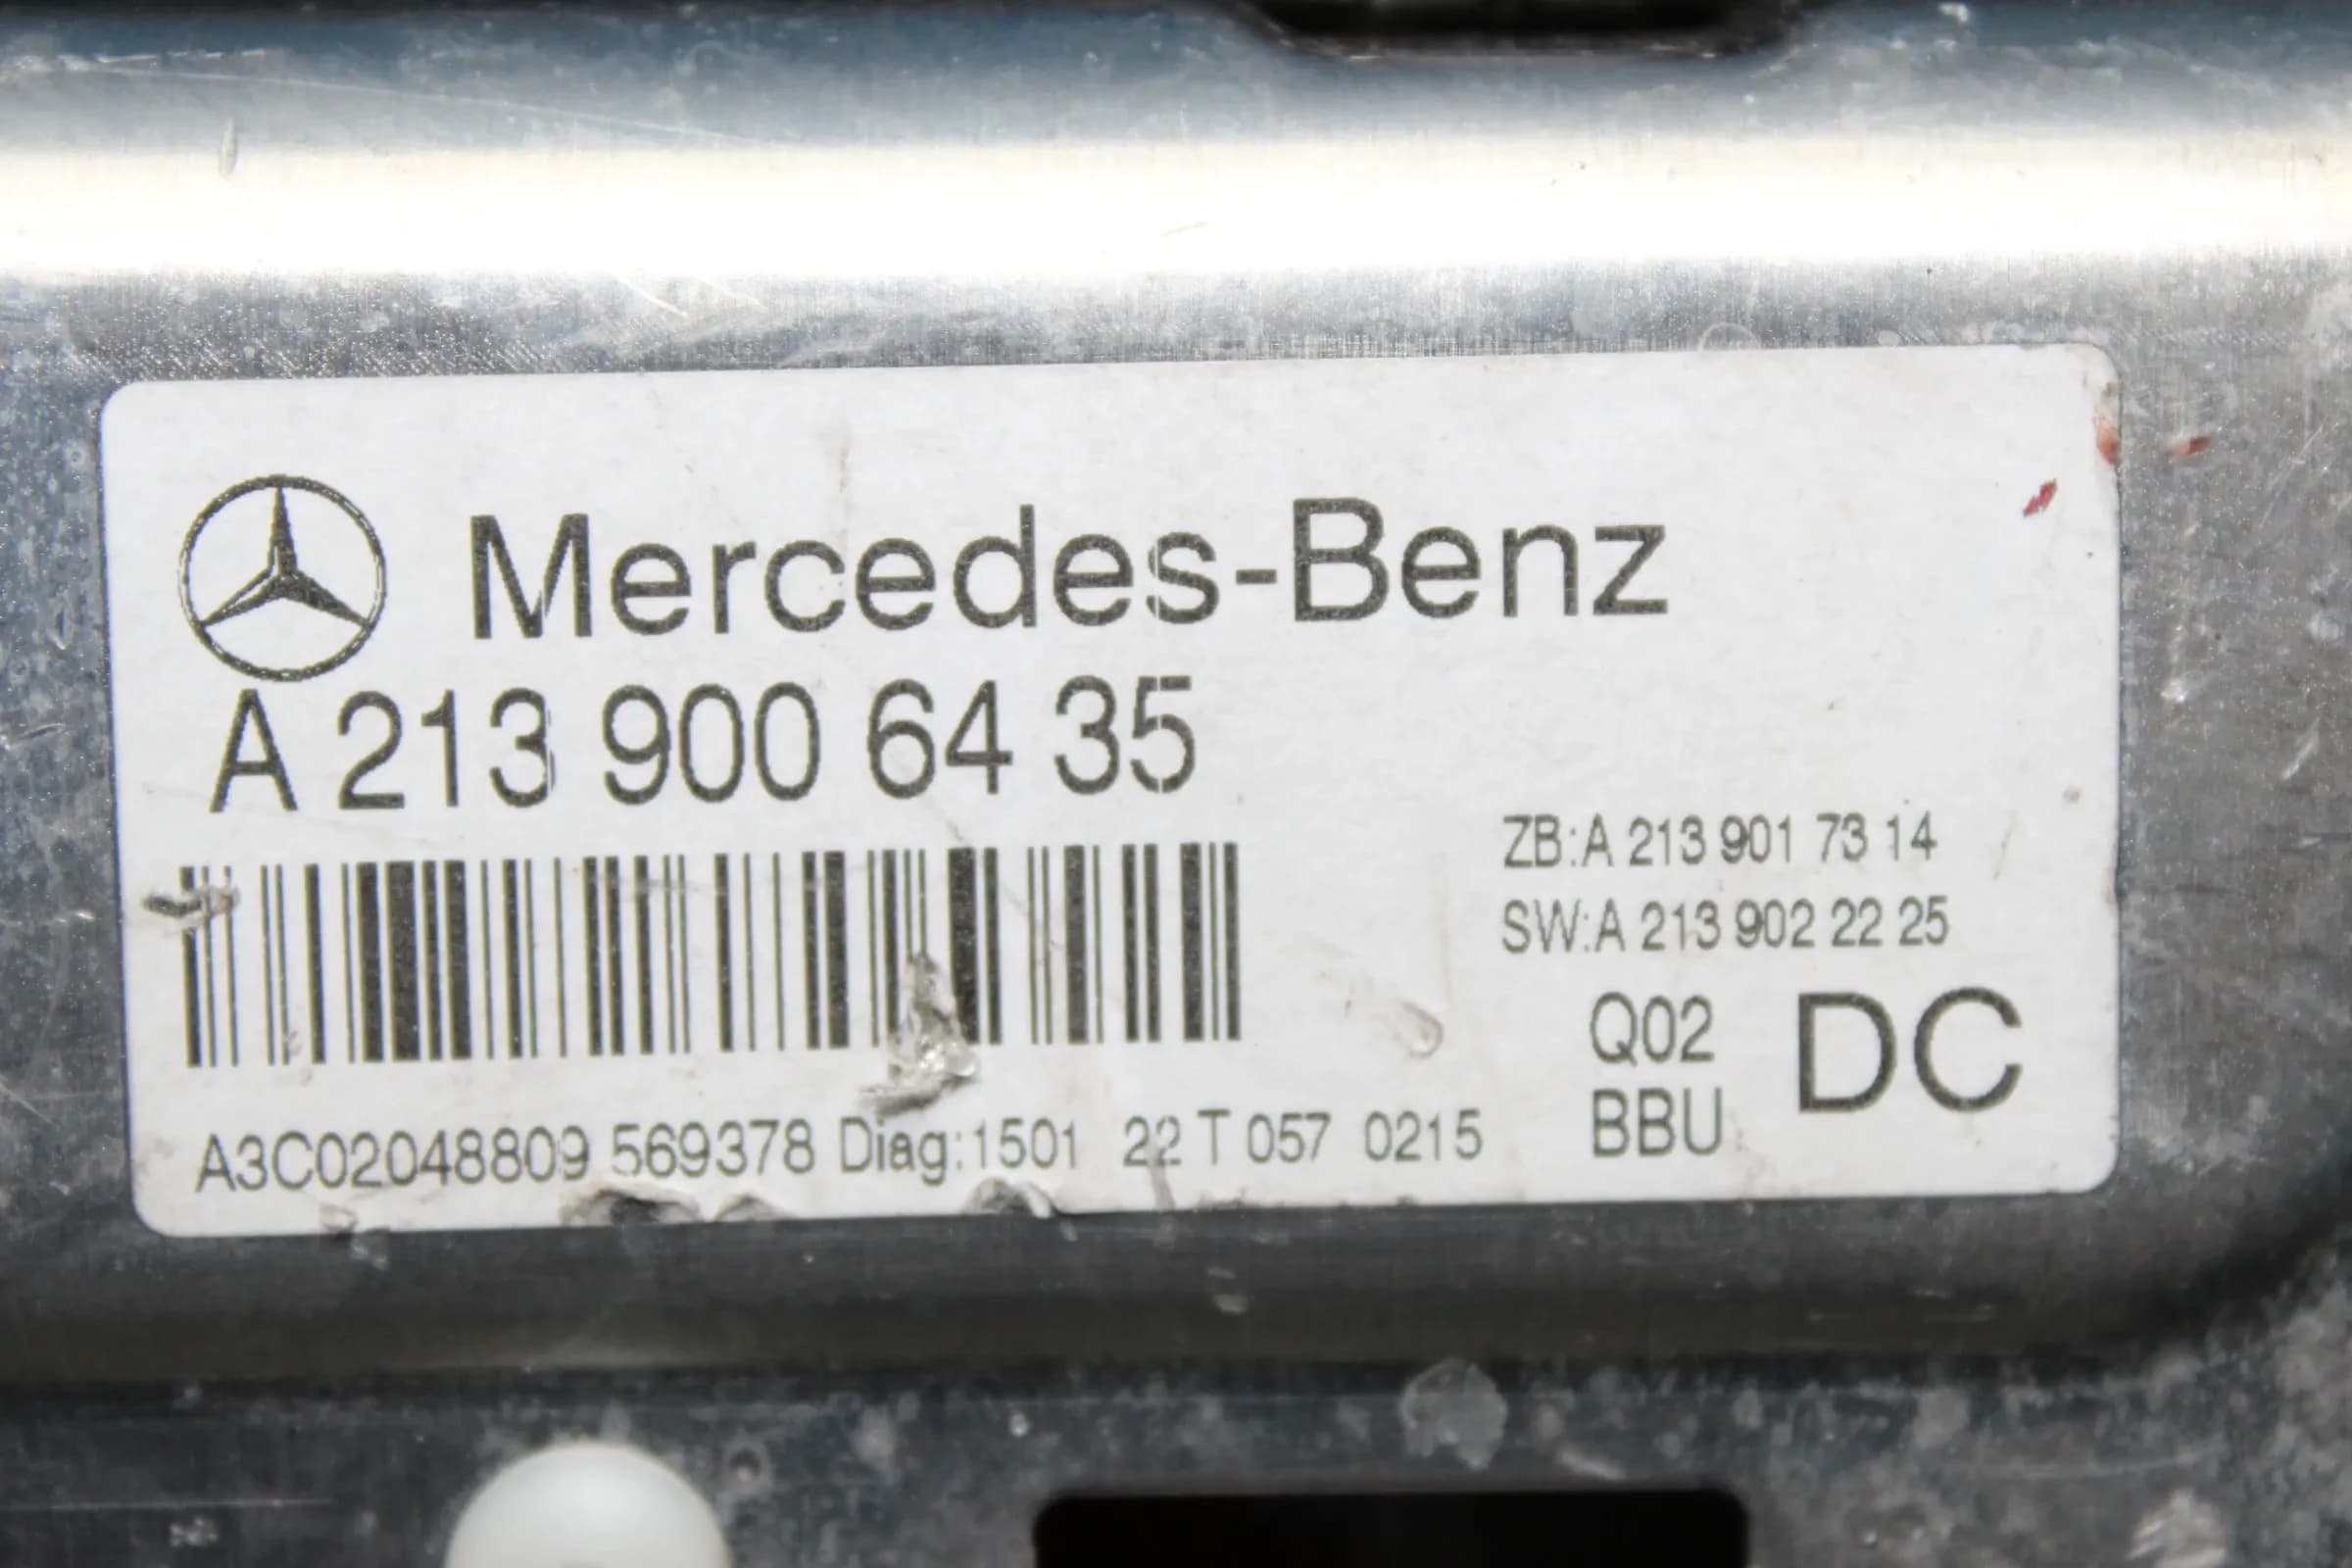 Mercedes-Benz
A 213 900 64 35
ZB:A 213 901 73 14
SW:A 213 902 22 25
Q02
BBU
DC
A3C02048809 569378 Diag:1501 22 T 057 0215